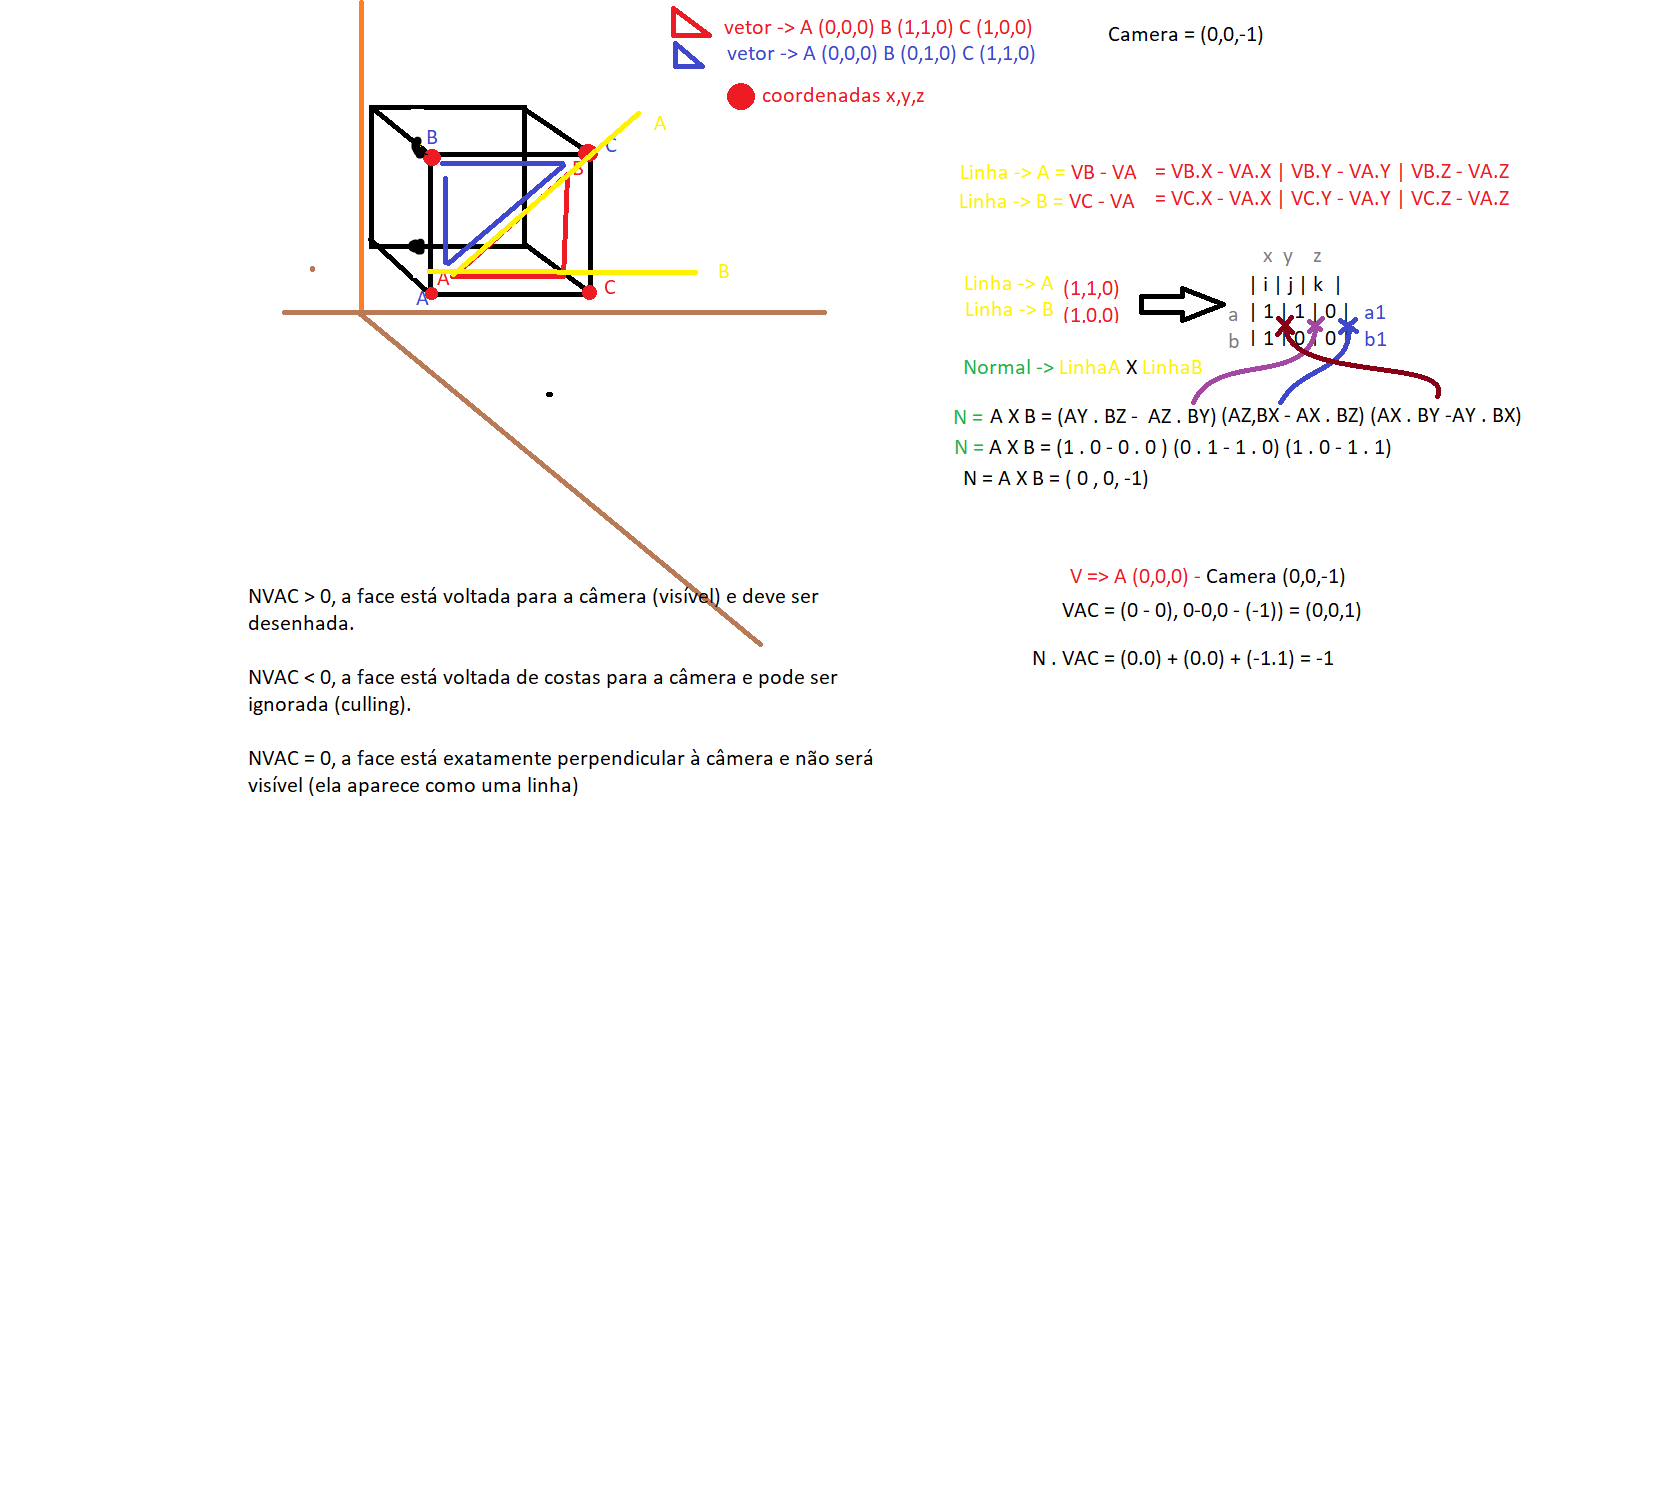 vetor -> A (0,0,0) B (1,1,0) C (1,0,0)
vetor -> A (0,0,0) B (0,1,0) C (1,1,0)
Camera = (0,0,-1)
coordenadas x,y,z
A
B
C
B
B
A
A
C
Linha -> A = VB - VA = VB.X - VA.X | VB.Y - VA.Y | VB.Z - VA.Z
Linha -> B = VC - VA = VC.X - VA.X | VC.Y - VA.Y | VC.Z - VA.Z
x y z
| i | j | k |
Linha -> A (1,1,0)
Linha -> B (1,0,0)
a | 1 | 1 | 0 | a1
b | 1 | 0 | 0 | b1
Normal -> LinhaA X LinhaB
N = A X B = (AY . BZ - AZ . BY) (AZ,BX - AX . BZ) (AX . BY -AY . BX)
N = A X B = (1 . 0 - 0 . 0 ) (0 . 1 - 1 . 0) (1 . 0 - 1 . 1)
N = A X B = ( 0 , 0, -1)
V => A (0,0,0) - Camera (0,0,-1)
VAC = (0 - 0), 0-0,0 - (-1)) = (0,0,1)
N . VAC = (0.0) + (0.0) + (-1.1) = -1
NVAC > 0, a face está voltada para a câmera (visível) e deve ser
desenhada.
NVAC < 0, a face está voltada de costas para a câmera e pode ser
ignorada (culling).
NVAC = 0, a face está exatamente perpendicular à câmera e não será
visível (ela aparece como uma linha)